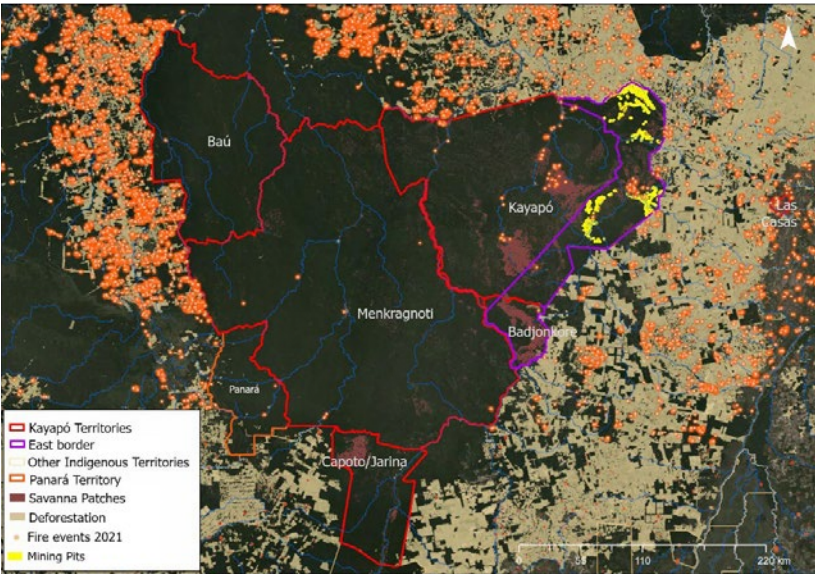 Baú
Kayapó
Las
Casas
Menkragnoti
Badjonkôre
Panará
Capoto/Jarina
Kayapó Territories
East border
Other Indigenous Territories
Panará Territory
Savanna Patches
Deforestation
Fire events 2021
Mining Pits
0 55 110 220 km